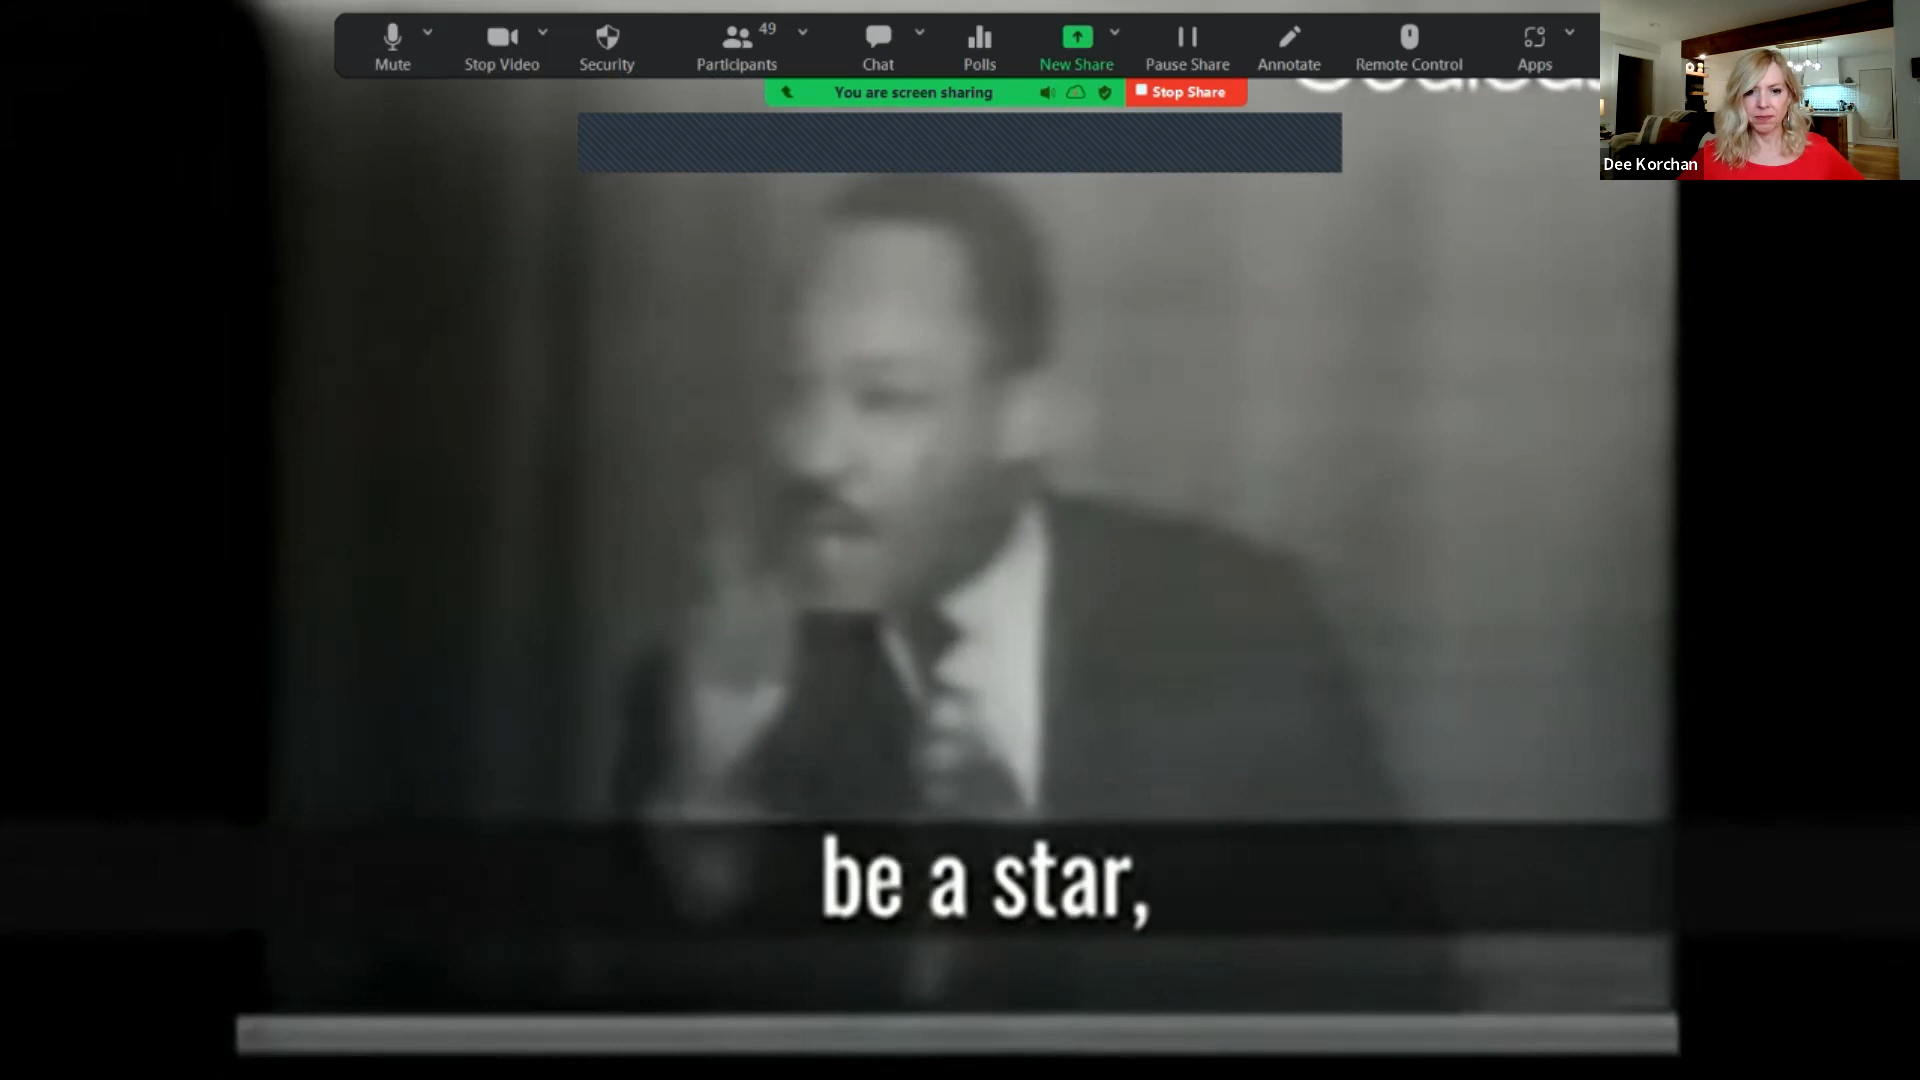 49
Mute
Stop Video
Security
Participants
Chat
Polls
New Share
Pause Share
Annotate
Remote Control
Apps
You are screen sharing
Stop Share
Dee Korchan
be a star,